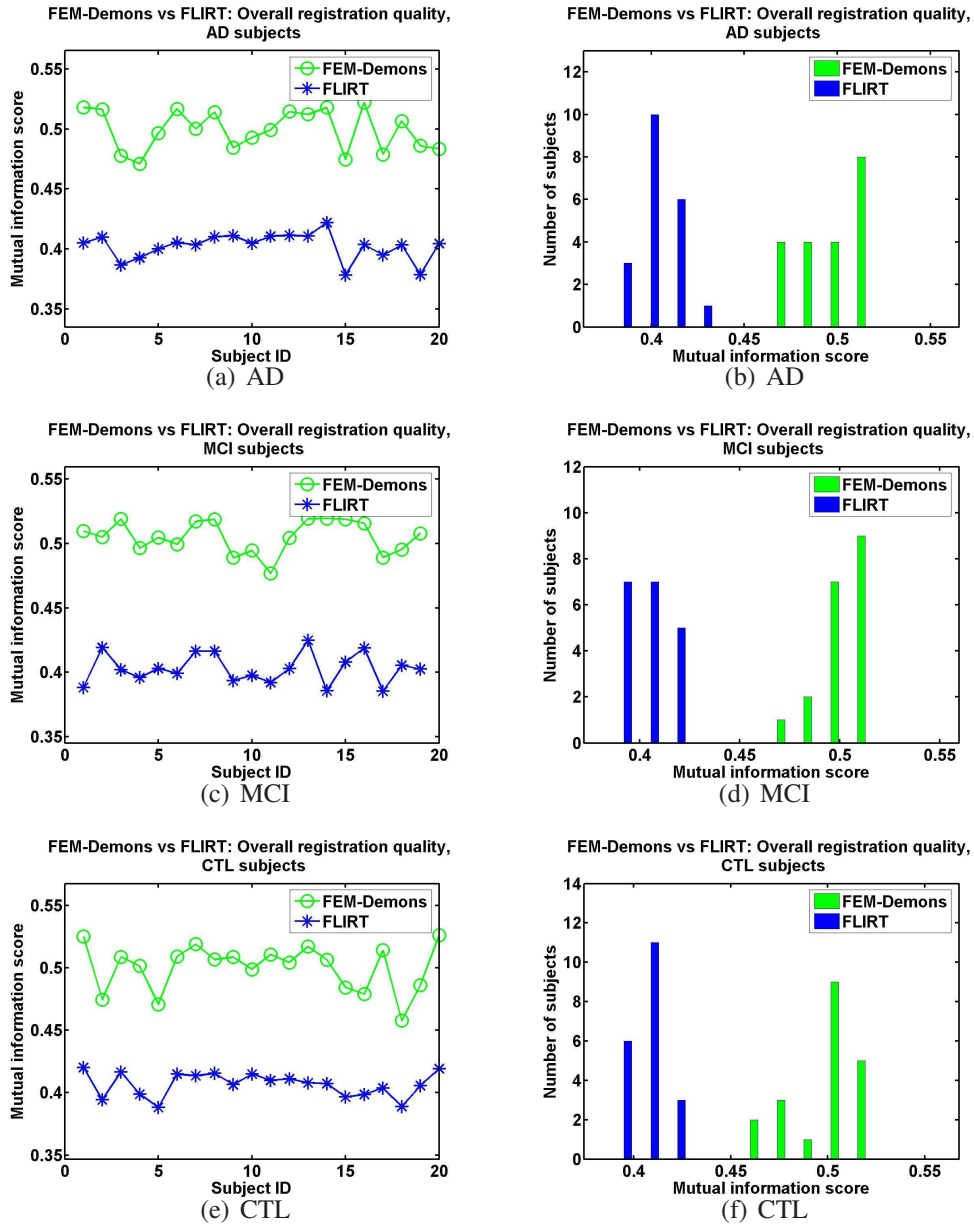 FEM-Demons vs FLIRT: Overall registration quality,
AD subjects
0.55
0.5
0.45
0.4
0.35
Mutual information score
FEM-Demons
FLIRT
0
5
10
15
20
Subject ID
(a) AD
FEM-Demons vs FLIRT: Overall registration quality,
AD subjects
12
10
8
6
4
2
0
Number of subjects
FEM-Demons
FLIRT
0.4
0.45
0.5
0.55
Mutual information score
(b) AD
FEM-Demons vs FLIRT: Overall registration quality,
MCI subjects
0.55
0.5
0.45
0.4
0.35
Mutual information score
FEM-Demons
FLIRT
0
5
10
15
20
Subject ID
(c) MCI
FEM-Demons vs FLIRT: Overall registration quality,
MCI subjects
12
10
8
6
4
2
0
Number of subjects
FEM-Demons
FLIRT
0.4
0.45
0.5
0.55
Mutual information score
(d) MCI
FEM-Demons vs FLIRT: Overall registration quality,
CTL subjects
0.55
0.5
0.45
0.4
0.35
Mutual information score
FEM-Demons
FLIRT
0
5
10
15
20
Subject ID
(e) CTL
FEM-Demons vs FLIRT: Overall registration quality,
CTL subjects
14
12
10
8
6
4
2
0
Number of subjects
FEM-Demons
FLIRT
0.4
0.45
0.5
0.55
Mutual information score
(f) CTL